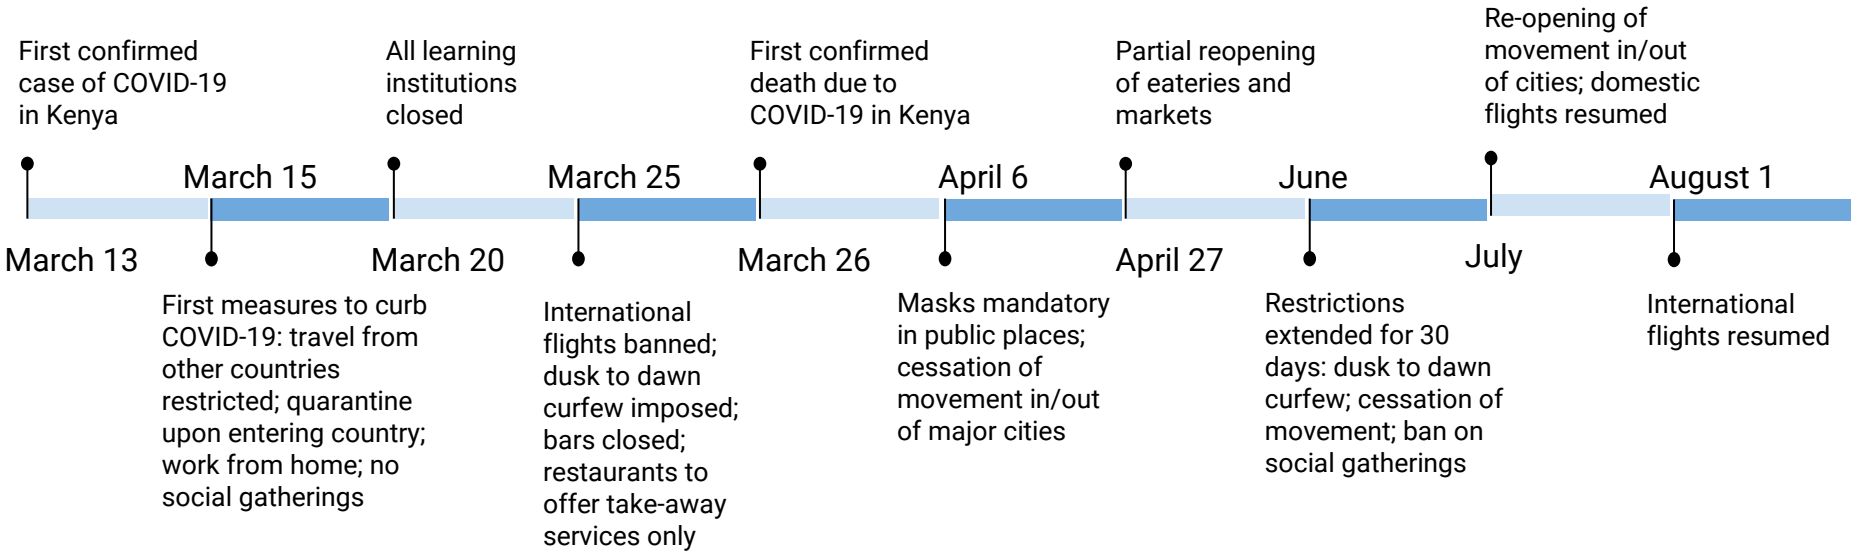 First confirmed
case of COVID-19
in Kenya
March 13
March 15
First measures to curb
COVID-19: travel from
other countries
restricted; quarantine
upon entering country;
work from home; no
social gatherings
All learning
institutions
closed
March 20
March 25
International
flights banned;
dusk to dawn
curfew imposed;
bars closed;
restaurants to
offer take-away
services only
First confirmed
death due to
COVID-19 in Kenya
March 26
April 6
Masks mandatory
in public places;
cessation of
movement in/out
of major cities
Partial reopening
of eateries and
markets
April 27
June
Restrictions
extended for 30
days: dusk to dawn
curfew; cessation of
movement; ban on
social gatherings
Re-opening of
movement in/out
of cities; domestic
flights resumed
July
August 1
International
flights resumed